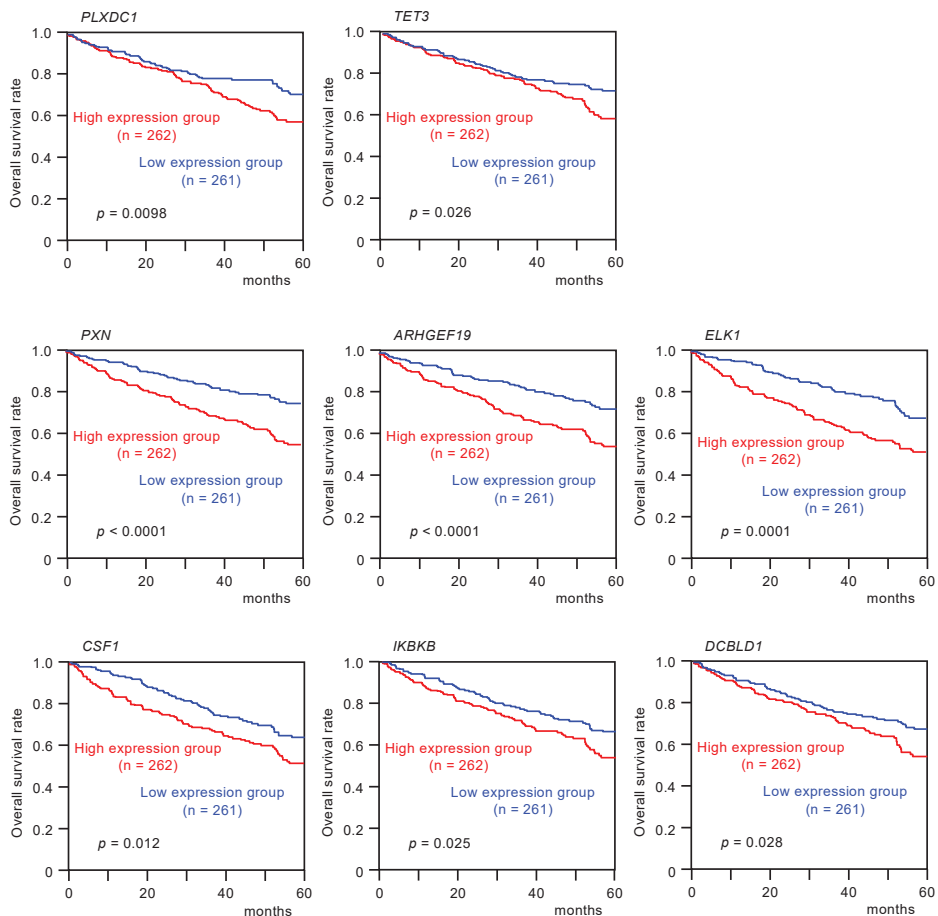 PLXDC1
Overall survival rate
1.0
0.8
0.6
0.4
0.2
0
High expression group
(n = 262)
Low expression group
(n = 261)
p = 0.0098
0 20 40 60
months
TET3
Overall survival rate
1.0
0.8
0.6
0.4
0.2
0
High expression group
(n = 262)
Low expression group
(n = 261)
p = 0.026
0 20 40 60
months
PXN
Overall survival rate
1.0
0.8
0.6
0.4
0.2
0
High expression group
(n = 262)
Low expression group
(n = 261)
p < 0.0001
0 20 40 60
months
ARHGEF19
Overall survival rate
1.0
0.8
0.6
0.4
0.2
0
High expression group
(n = 262)
Low expression group
(n = 261)
p < 0.0001
0 20 40 60
months
ELK1
Overall survival rate
1.0
0.8
0.6
0.4
0.2
0
High expression group
(n = 262)
Low expression group
(n = 261)
p = 0.0001
0 20 40 60
months
CSF1
Overall survival rate
1.0
0.8
0.6
0.4
0.2
0
High expression group
(n = 262)
Low expression group
(n = 261)
p = 0.012
0 20 40 60
months
IKBKB
Overall survival rate
1.0
0.8
0.6
0.4
0.2
0
High expression group
(n = 262)
Low expression group
(n = 261)
p = 0.025
0 20 40 60
months
DCBLD1
Overall survival rate
1.0
0.8
0.6
0.4
0.2
0
High expression group
(n = 262)
Low expression group
(n = 261)
p = 0.028
0 20 40 60
months